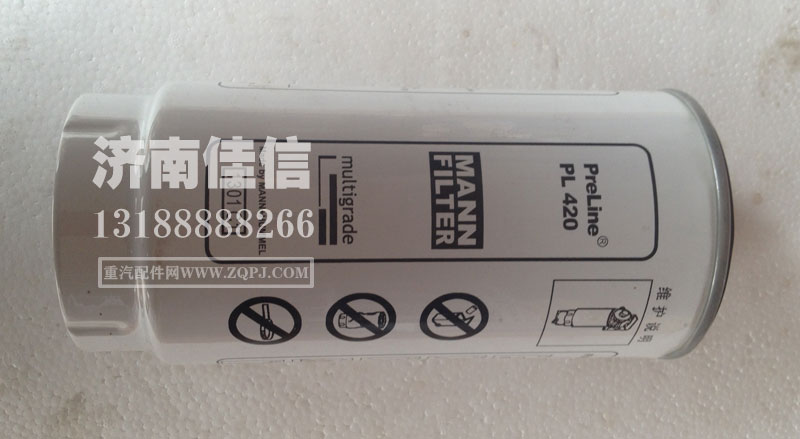 PreLine®
PL 420
MANN
FILTER
multigrade
维护说明
济南佳信
13188888266
重汽配件网WWW.ZQPJ.COM